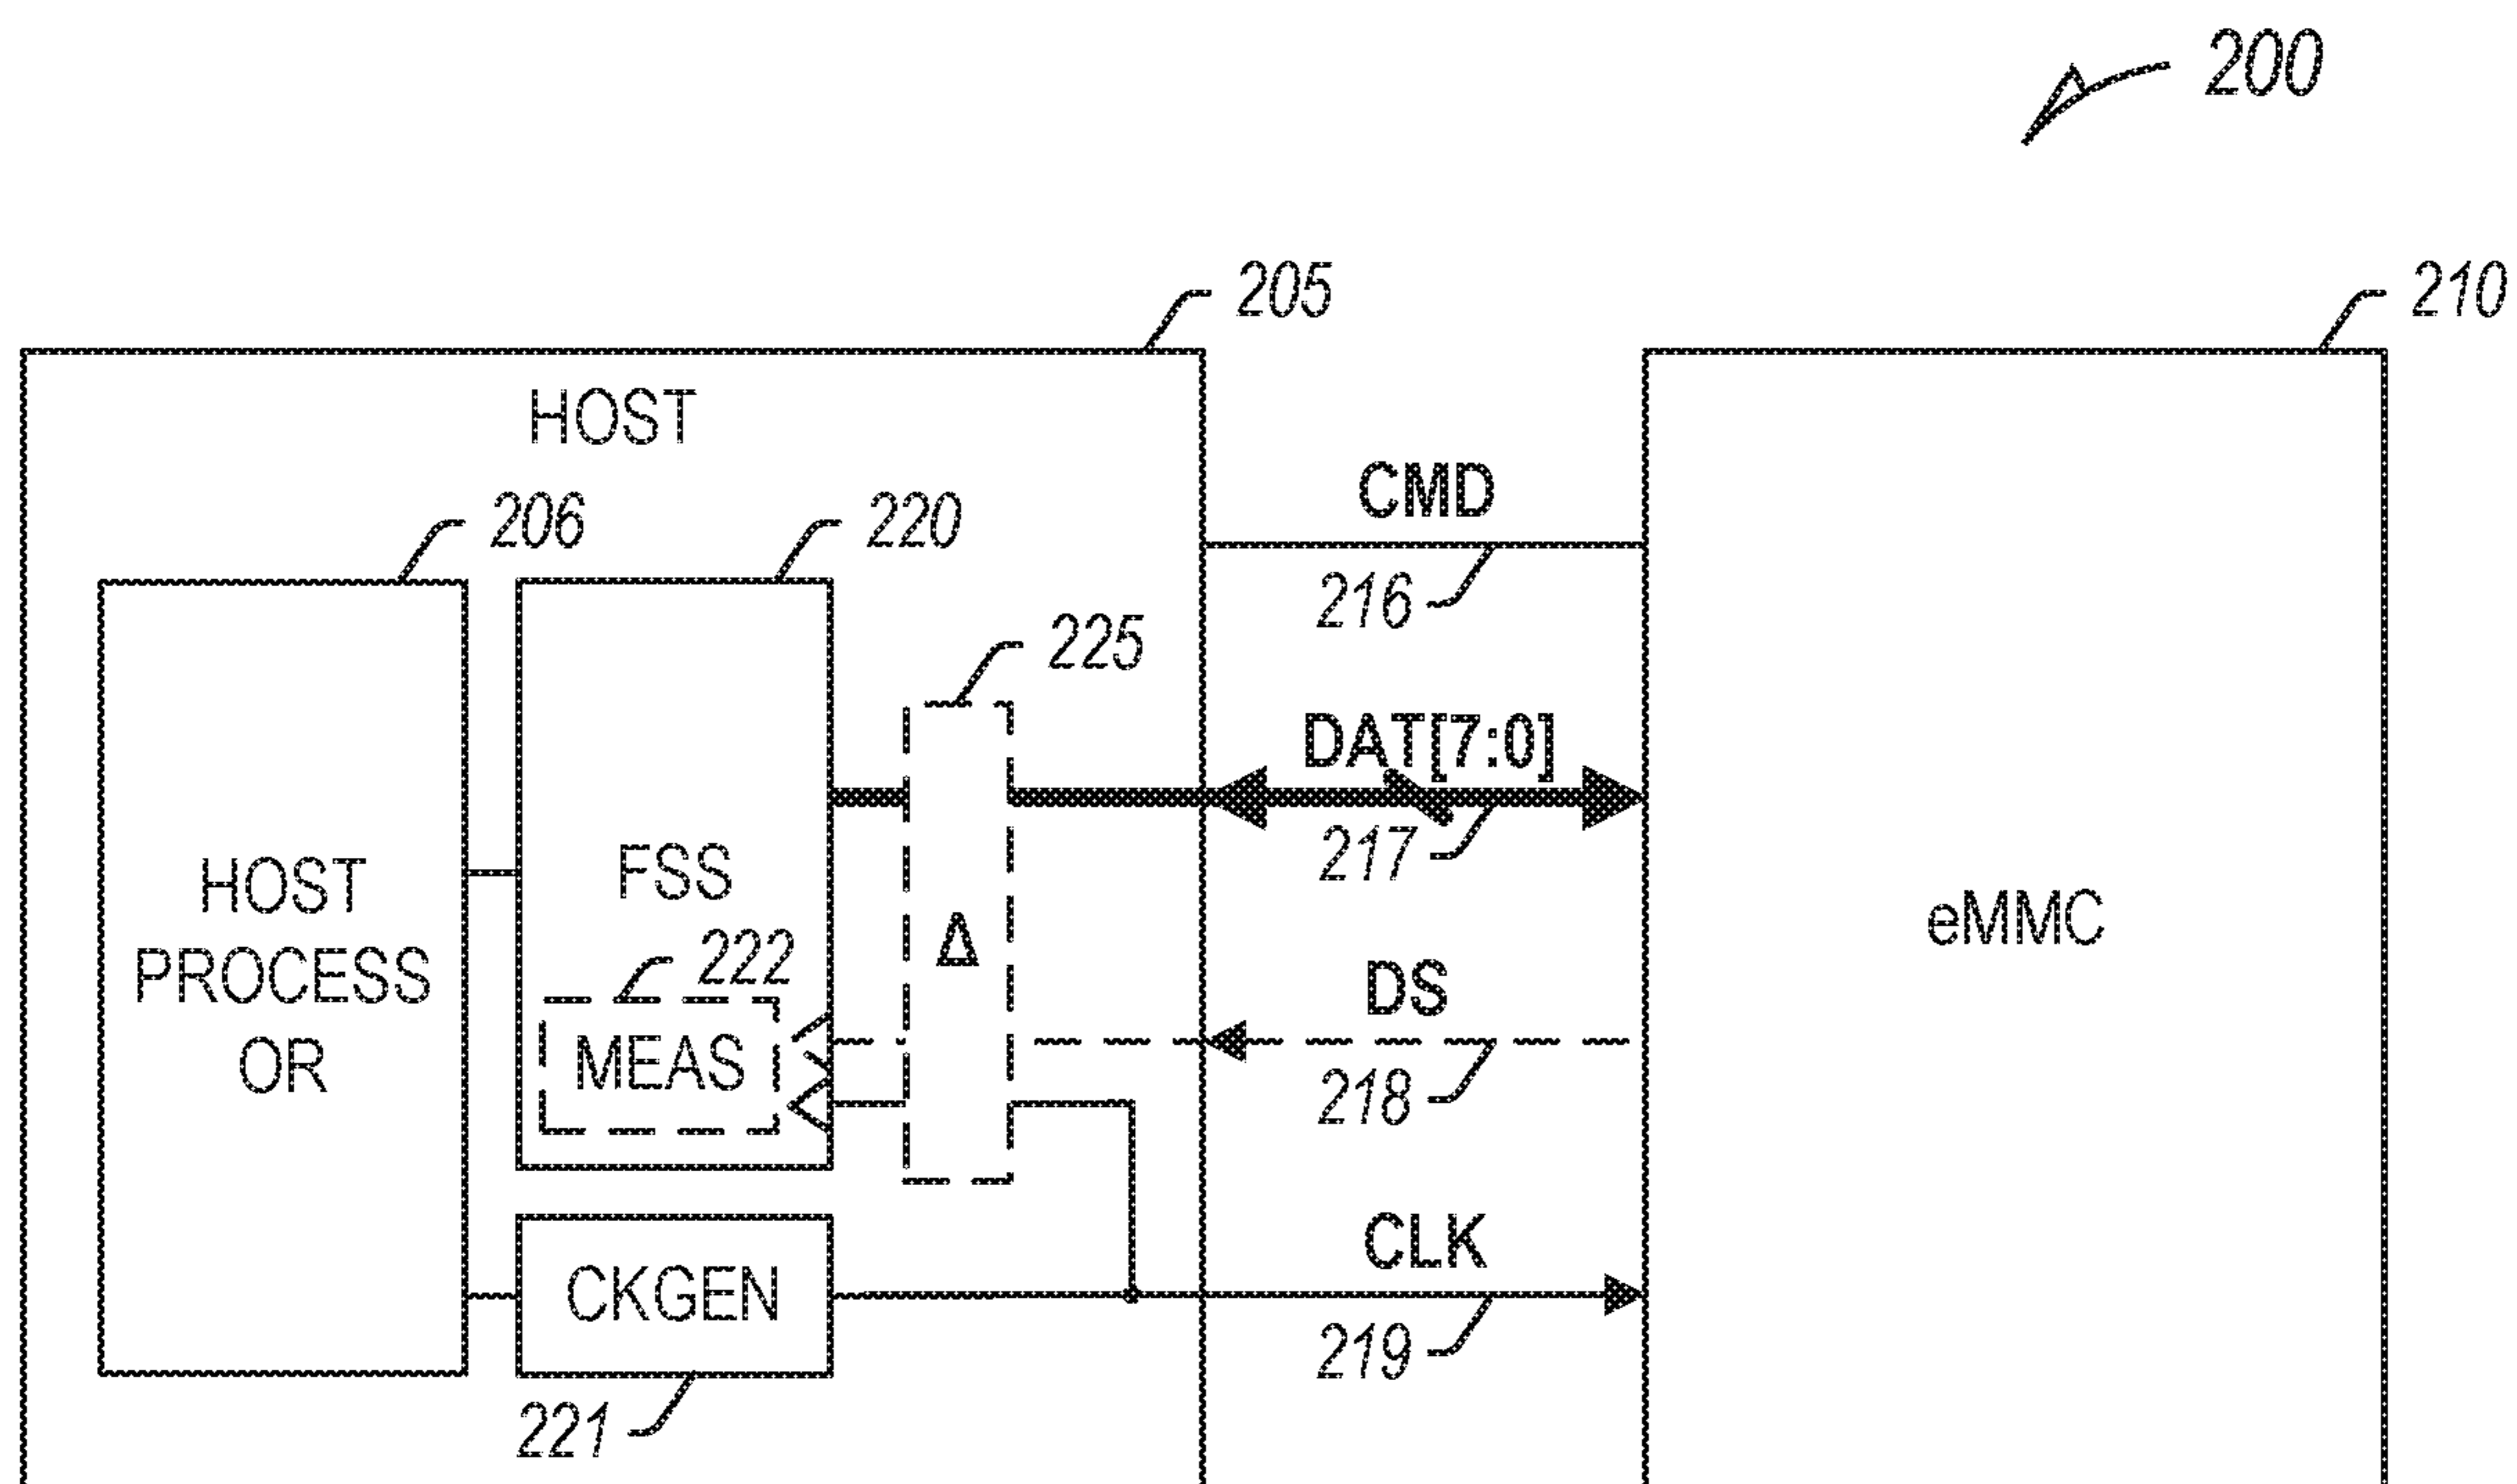 200
205
210
HOST
CMD
206
220
216
225
DAT[7:0]
217
HOST
PROCESS
OR
FSS
eMMC
Δ
222
DS
MEAS
218
CLK
CKGEN
219
221